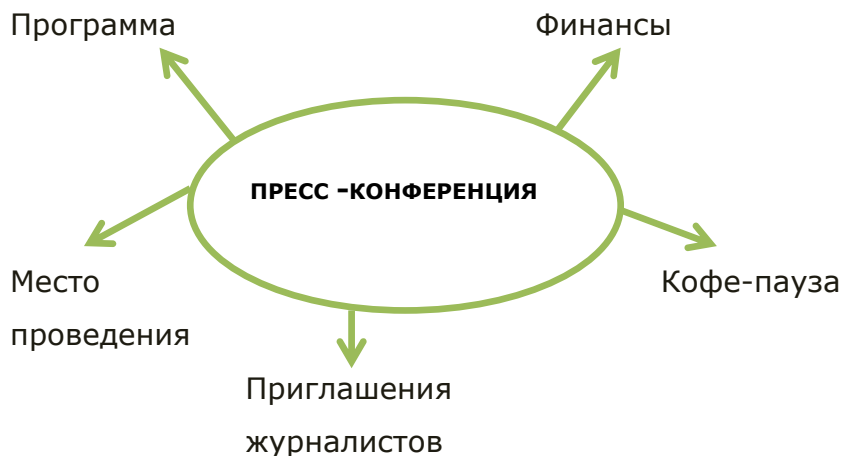 Программа
Финансы
ПРЕСС -КОНФЕРЕНЦИЯ
Место
проведения
Кофе-пауза
Приглашения
журналистов